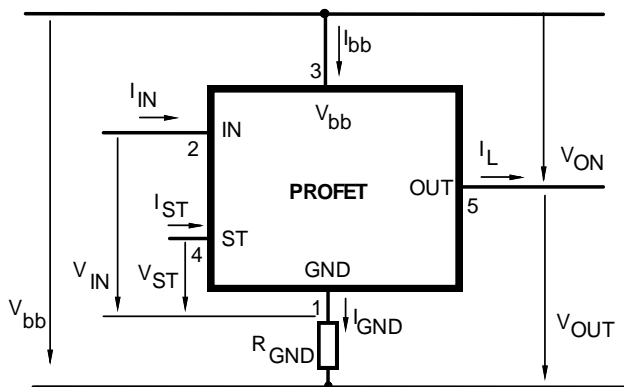 I_bb
3
I_IN
V_bb
IN
2
I_L
V_ON
OUT
PROFET
5
I_ST
ST
4
GND
V_IN
V_ST
1
I_GND
V_bb
R_GND
V_OUT